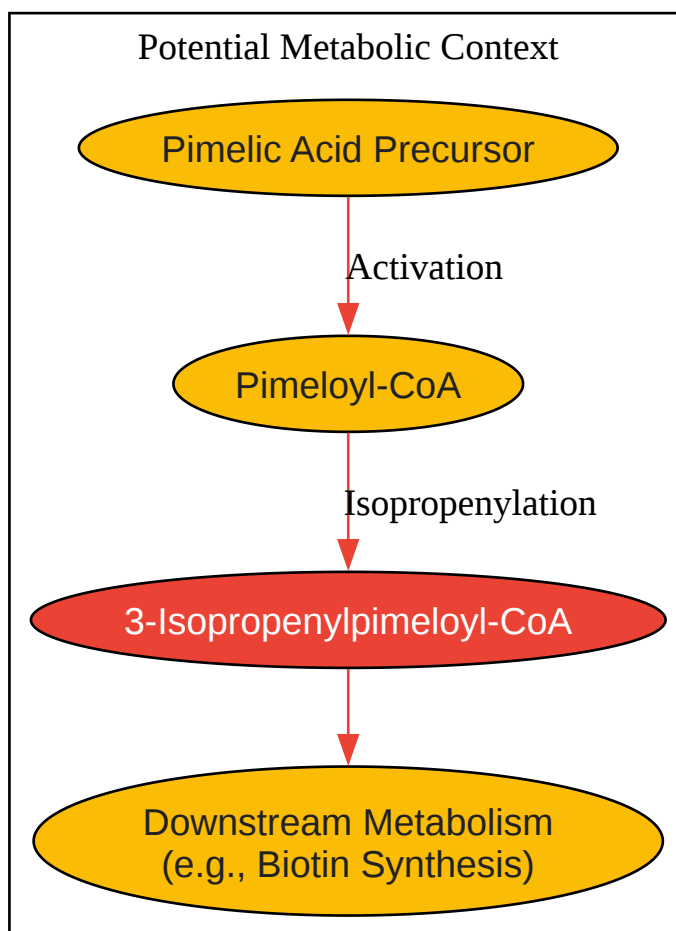 Potential Metabolic Context
Pimelic Acid Precursor
Activation
Pimeloyl-CoA
Isopropenylation
3-Isopropenylpimeloyl-CoA
Downstream Metabolism
(e.g., Biotin Synthesis)